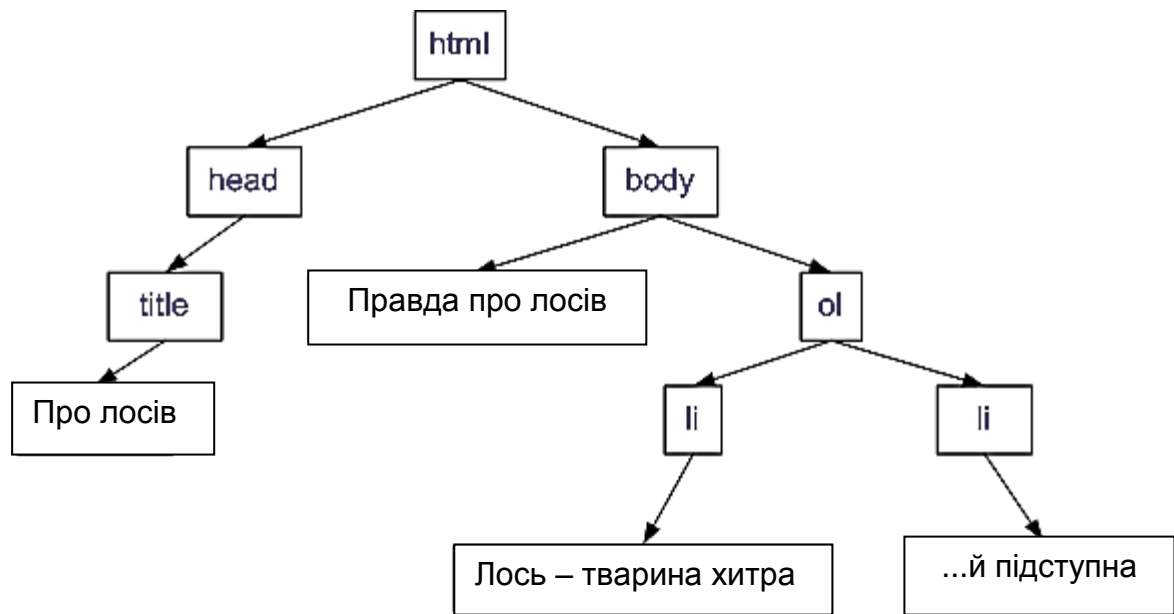 html
head
body
title
Правда про лосів
ol
Про лосів
li
li
Лось – тварина хитра
...й підступна